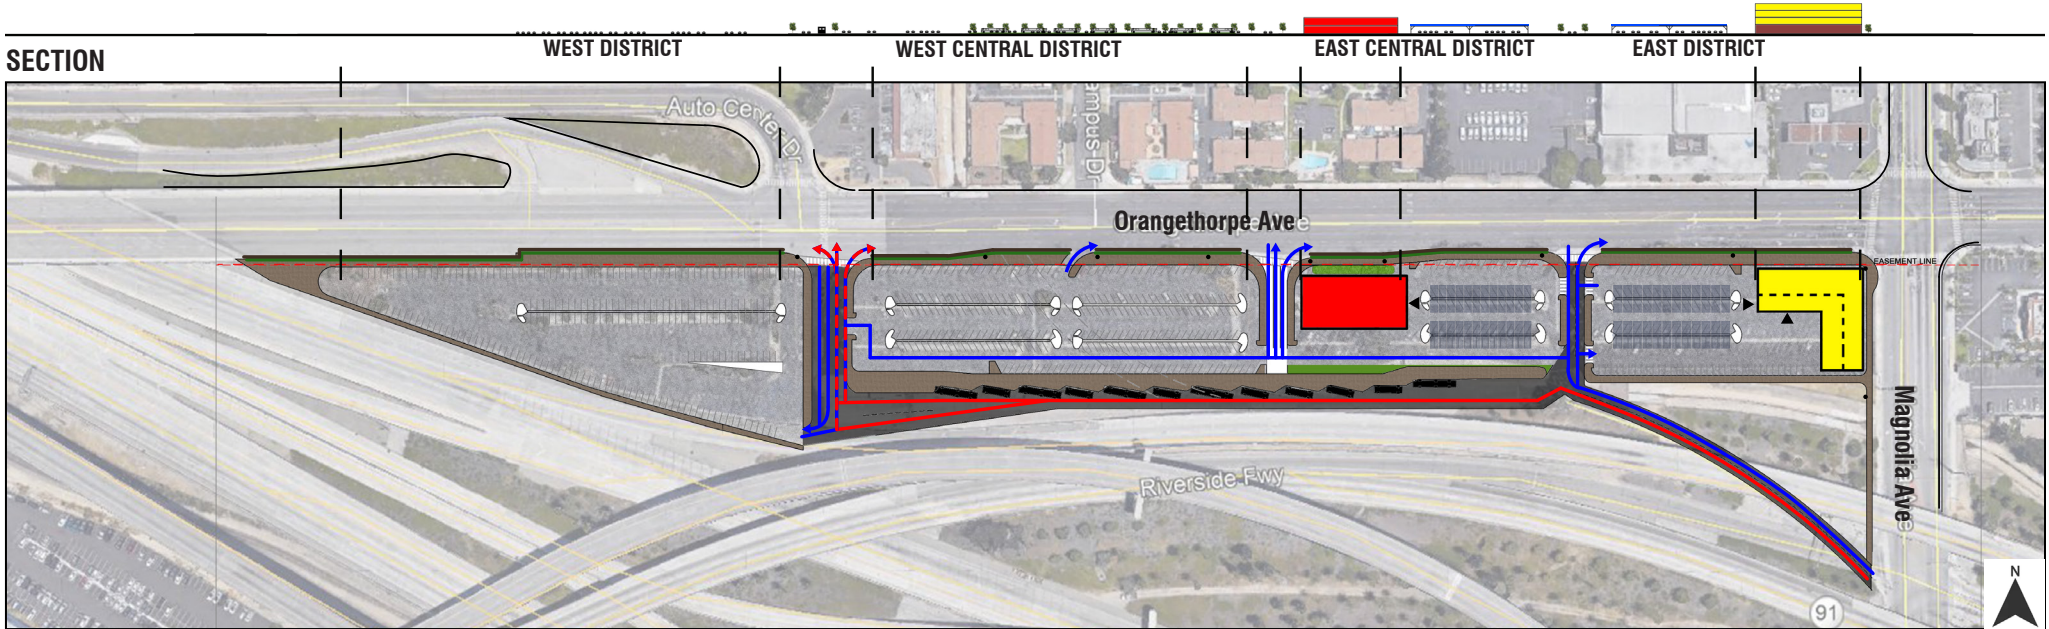 SECTION
WEST DISTRICT
WEST CENTRAL DISTRICT
EAST CENTRAL DISTRICT
EAST DISTRICT
Auto Center Dr
Orangethorpe Ave
EASEMENT LINE
Magnolia Ave
Riverside Fwy
91
N